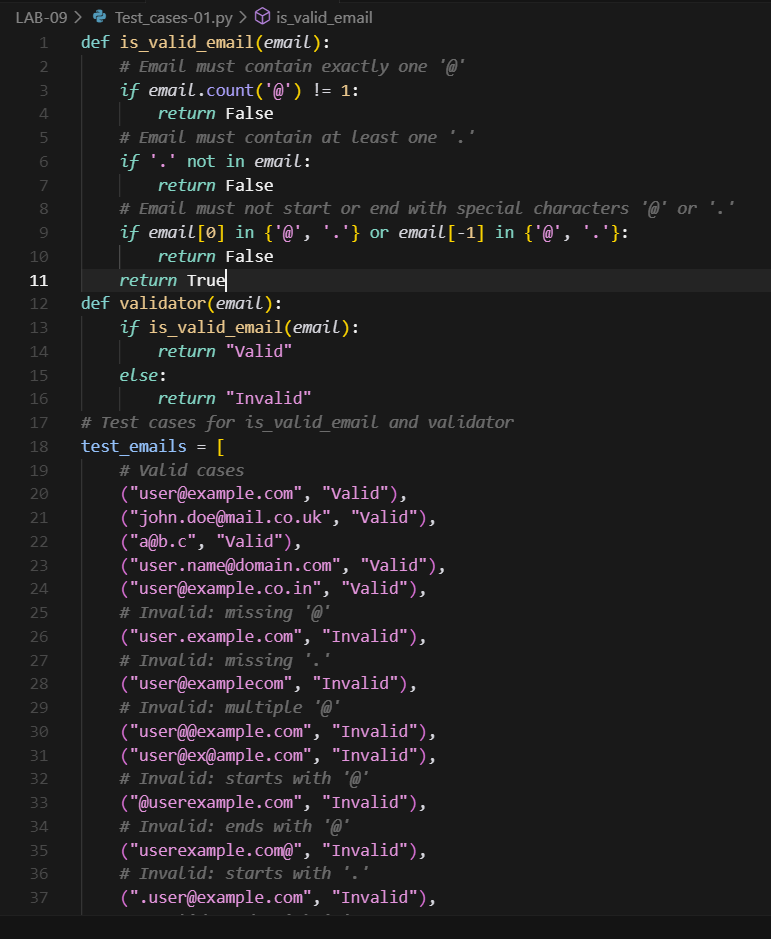 LAB-09 > Test_cases-01.py > is_valid_email
1 def is_valid_email(email):
2     # Email must contain exactly one '@'
3     if email.count('@') != 1:
4         return False
5     # Email must contain at least one '.'
6     if '.' not in email:
7         return False
8     # Email must not start or end with special characters '@' or '.'
9     if email[0] in {'@', '.'} or email[-1] in {'@', '.'}:
10         return False
11     return True
12 def validator(email):
13     if is_valid_email(email):
14         return "Valid"
15     else:
16         return "Invalid"
17 # Test cases for is_valid_email and validator
18 test_emails = [
19     # Valid cases
20     ("user@example.com", "Valid"),
21     ("john.doe@mail.co.uk", "Valid"),
22     ("a@b.c", "Valid"),
23     ("user.name@domain.com", "Valid"),
24     ("user@example.co.in", "Valid"),
25     # Invalid: missing '@'
26     ("user.example.com", "Invalid"),
27     # Invalid: missing '.'
28     ("user@examplecom", "Invalid"),
29     # Invalid: multiple '@'
30     ("user@@example.com", "Invalid"),
31     ("user@ex@ample.com", "Invalid"),
32     # Invalid: starts with '@'
33     ("@userexample.com", "Invalid"),
34     # Invalid: ends with '@'
35     ("userexample.com@", "Invalid"),
36     # Invalid: starts with '.'
37     (".user@example.com", "Invalid"),